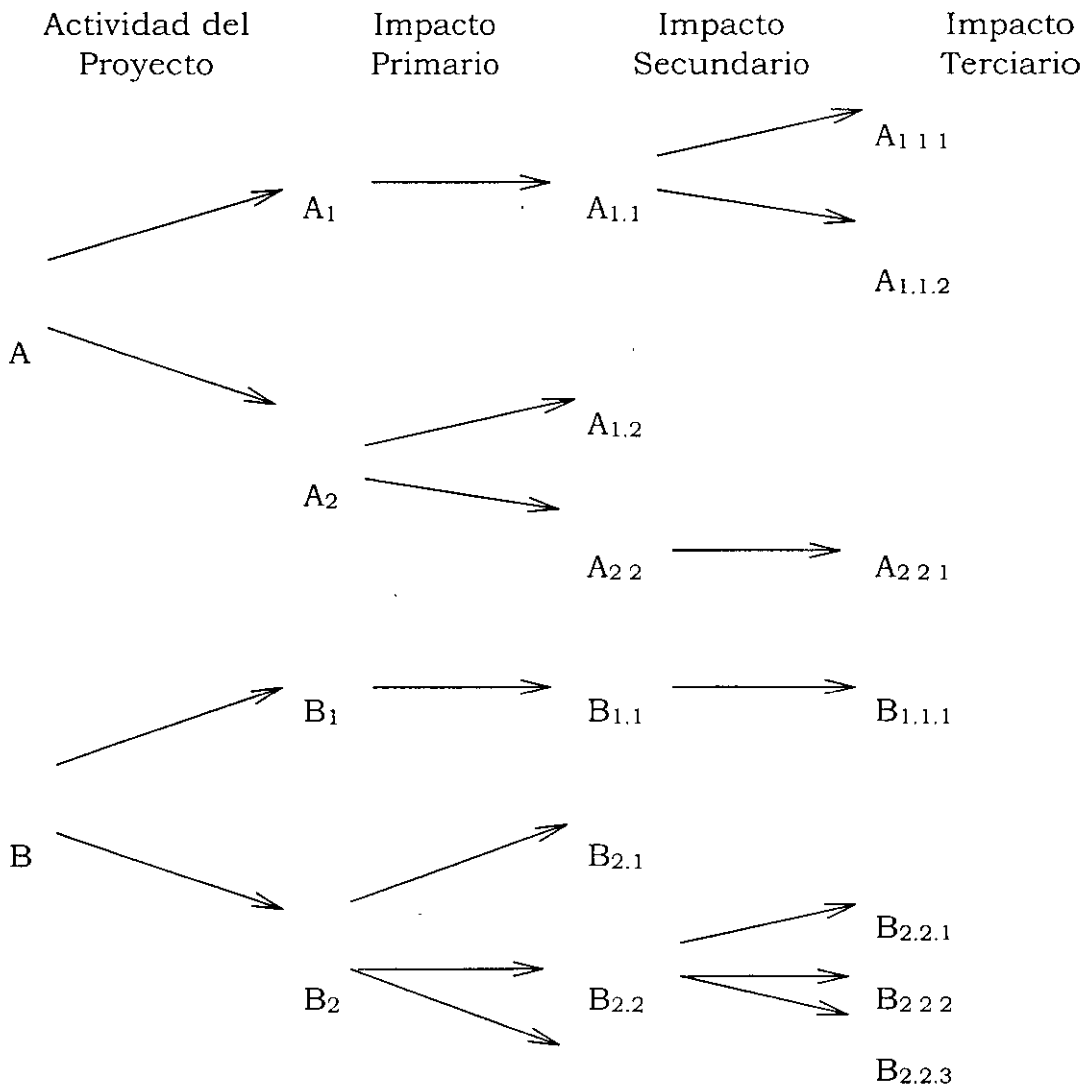 Actividad del Proyecto
Impacto Primario
Impacto Secundario
Impacto Terciario
A₁ ₁ ₁
A₁
A₁.₁
A₁.₁.₂
A
A₁.₂
A₂
A₂ ₂
A₂ ₂ ₁
B₁
B₁.₁
B₁.₁.₁
B
B₂.₁
B₂.₂.₁
B₂
B₂.₂
B₂ ₂ ₂
B₂.₂.₃